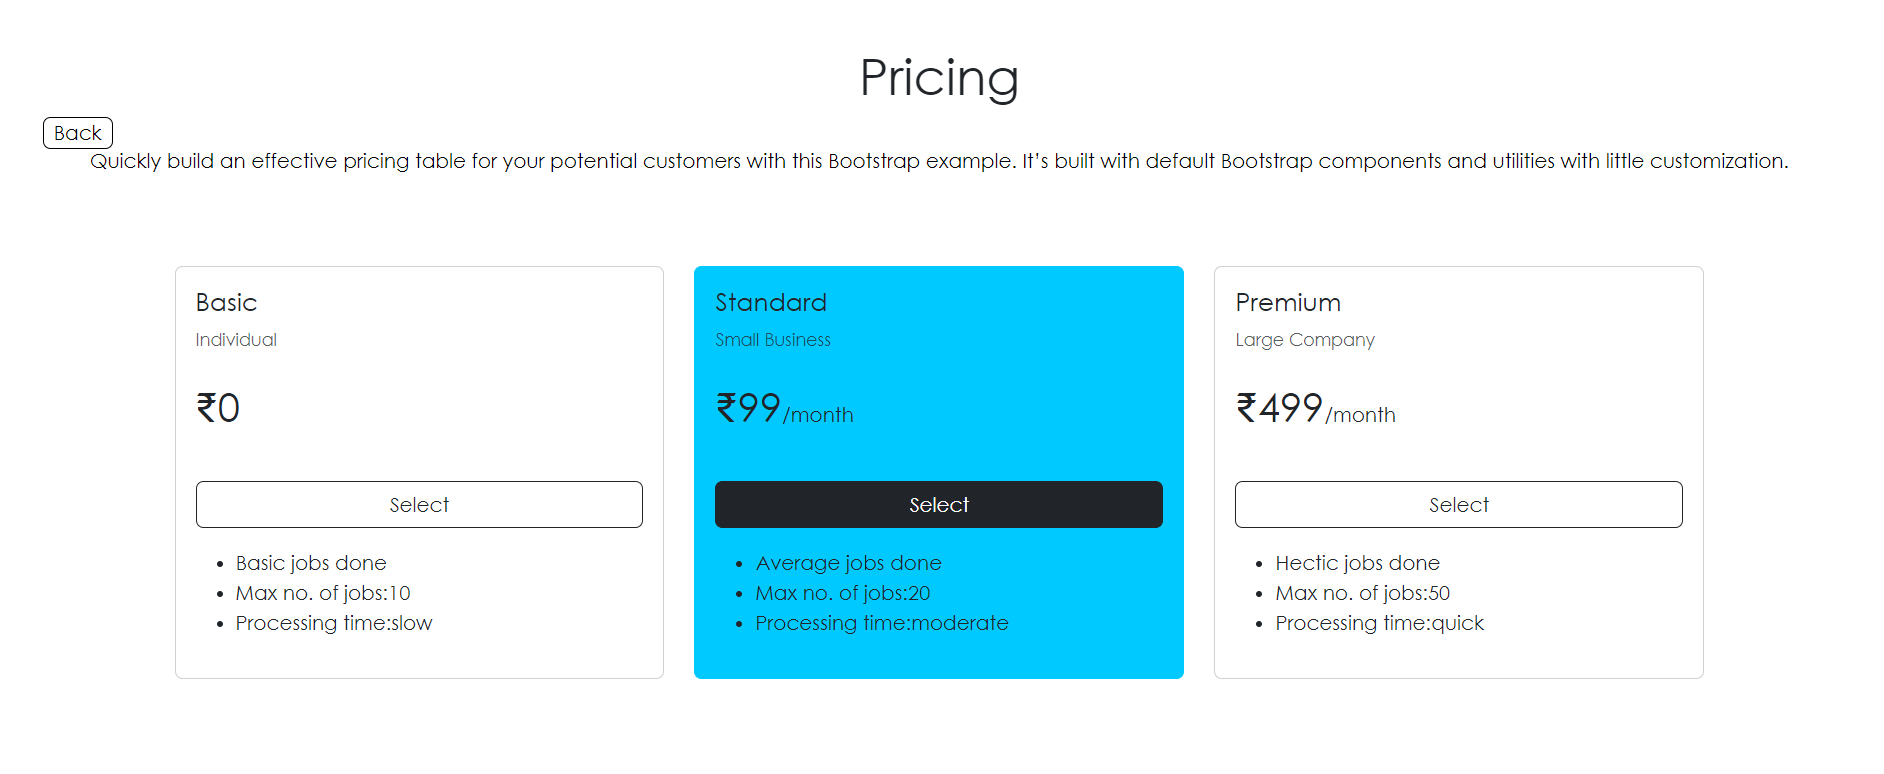 Pricing
Back
Quickly build an effective pricing table for your potential customers with this Bootstrap example. It’s built with default Bootstrap components and utilities with little customization.
Basic
Individual
₹0
Select
• Basic jobs done
• Max no. of jobs:10
• Processing time:slow
Standard
Small Business
₹99/month
Select
• Average jobs done
• Max no. of jobs:20
• Processing time:moderate
Premium
Large Company
₹499/month
Select
• Hectic jobs done
• Max no. of jobs:50
• Processing time:quick